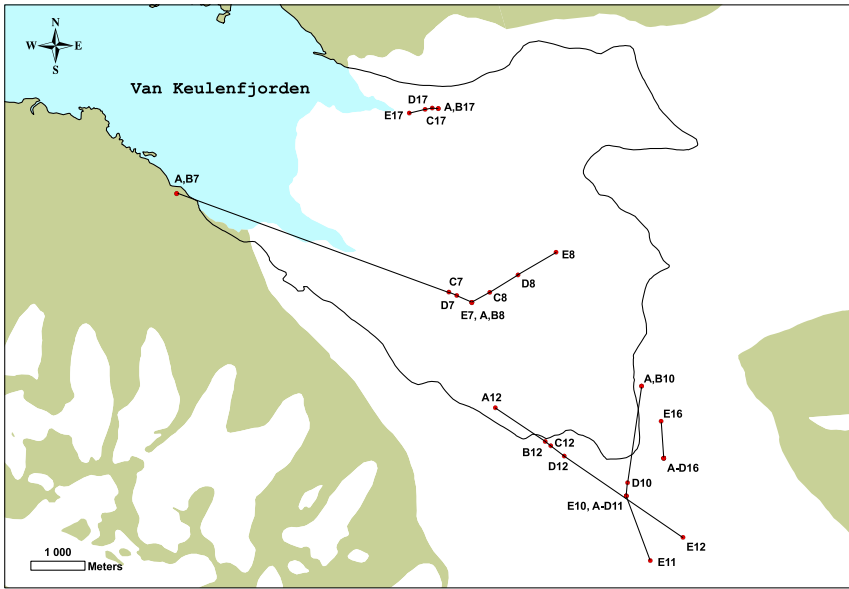 N
W E
S
Van Keulenfjorden
D17
A,B17
E17
C17
A,B7
E8
C7
D8
C8
D7
E7, A,B8
A,B10
A12
E16
C12
B12
D12
A-D16
D10
E10, A-D11
E12
E11
1 000
Meters